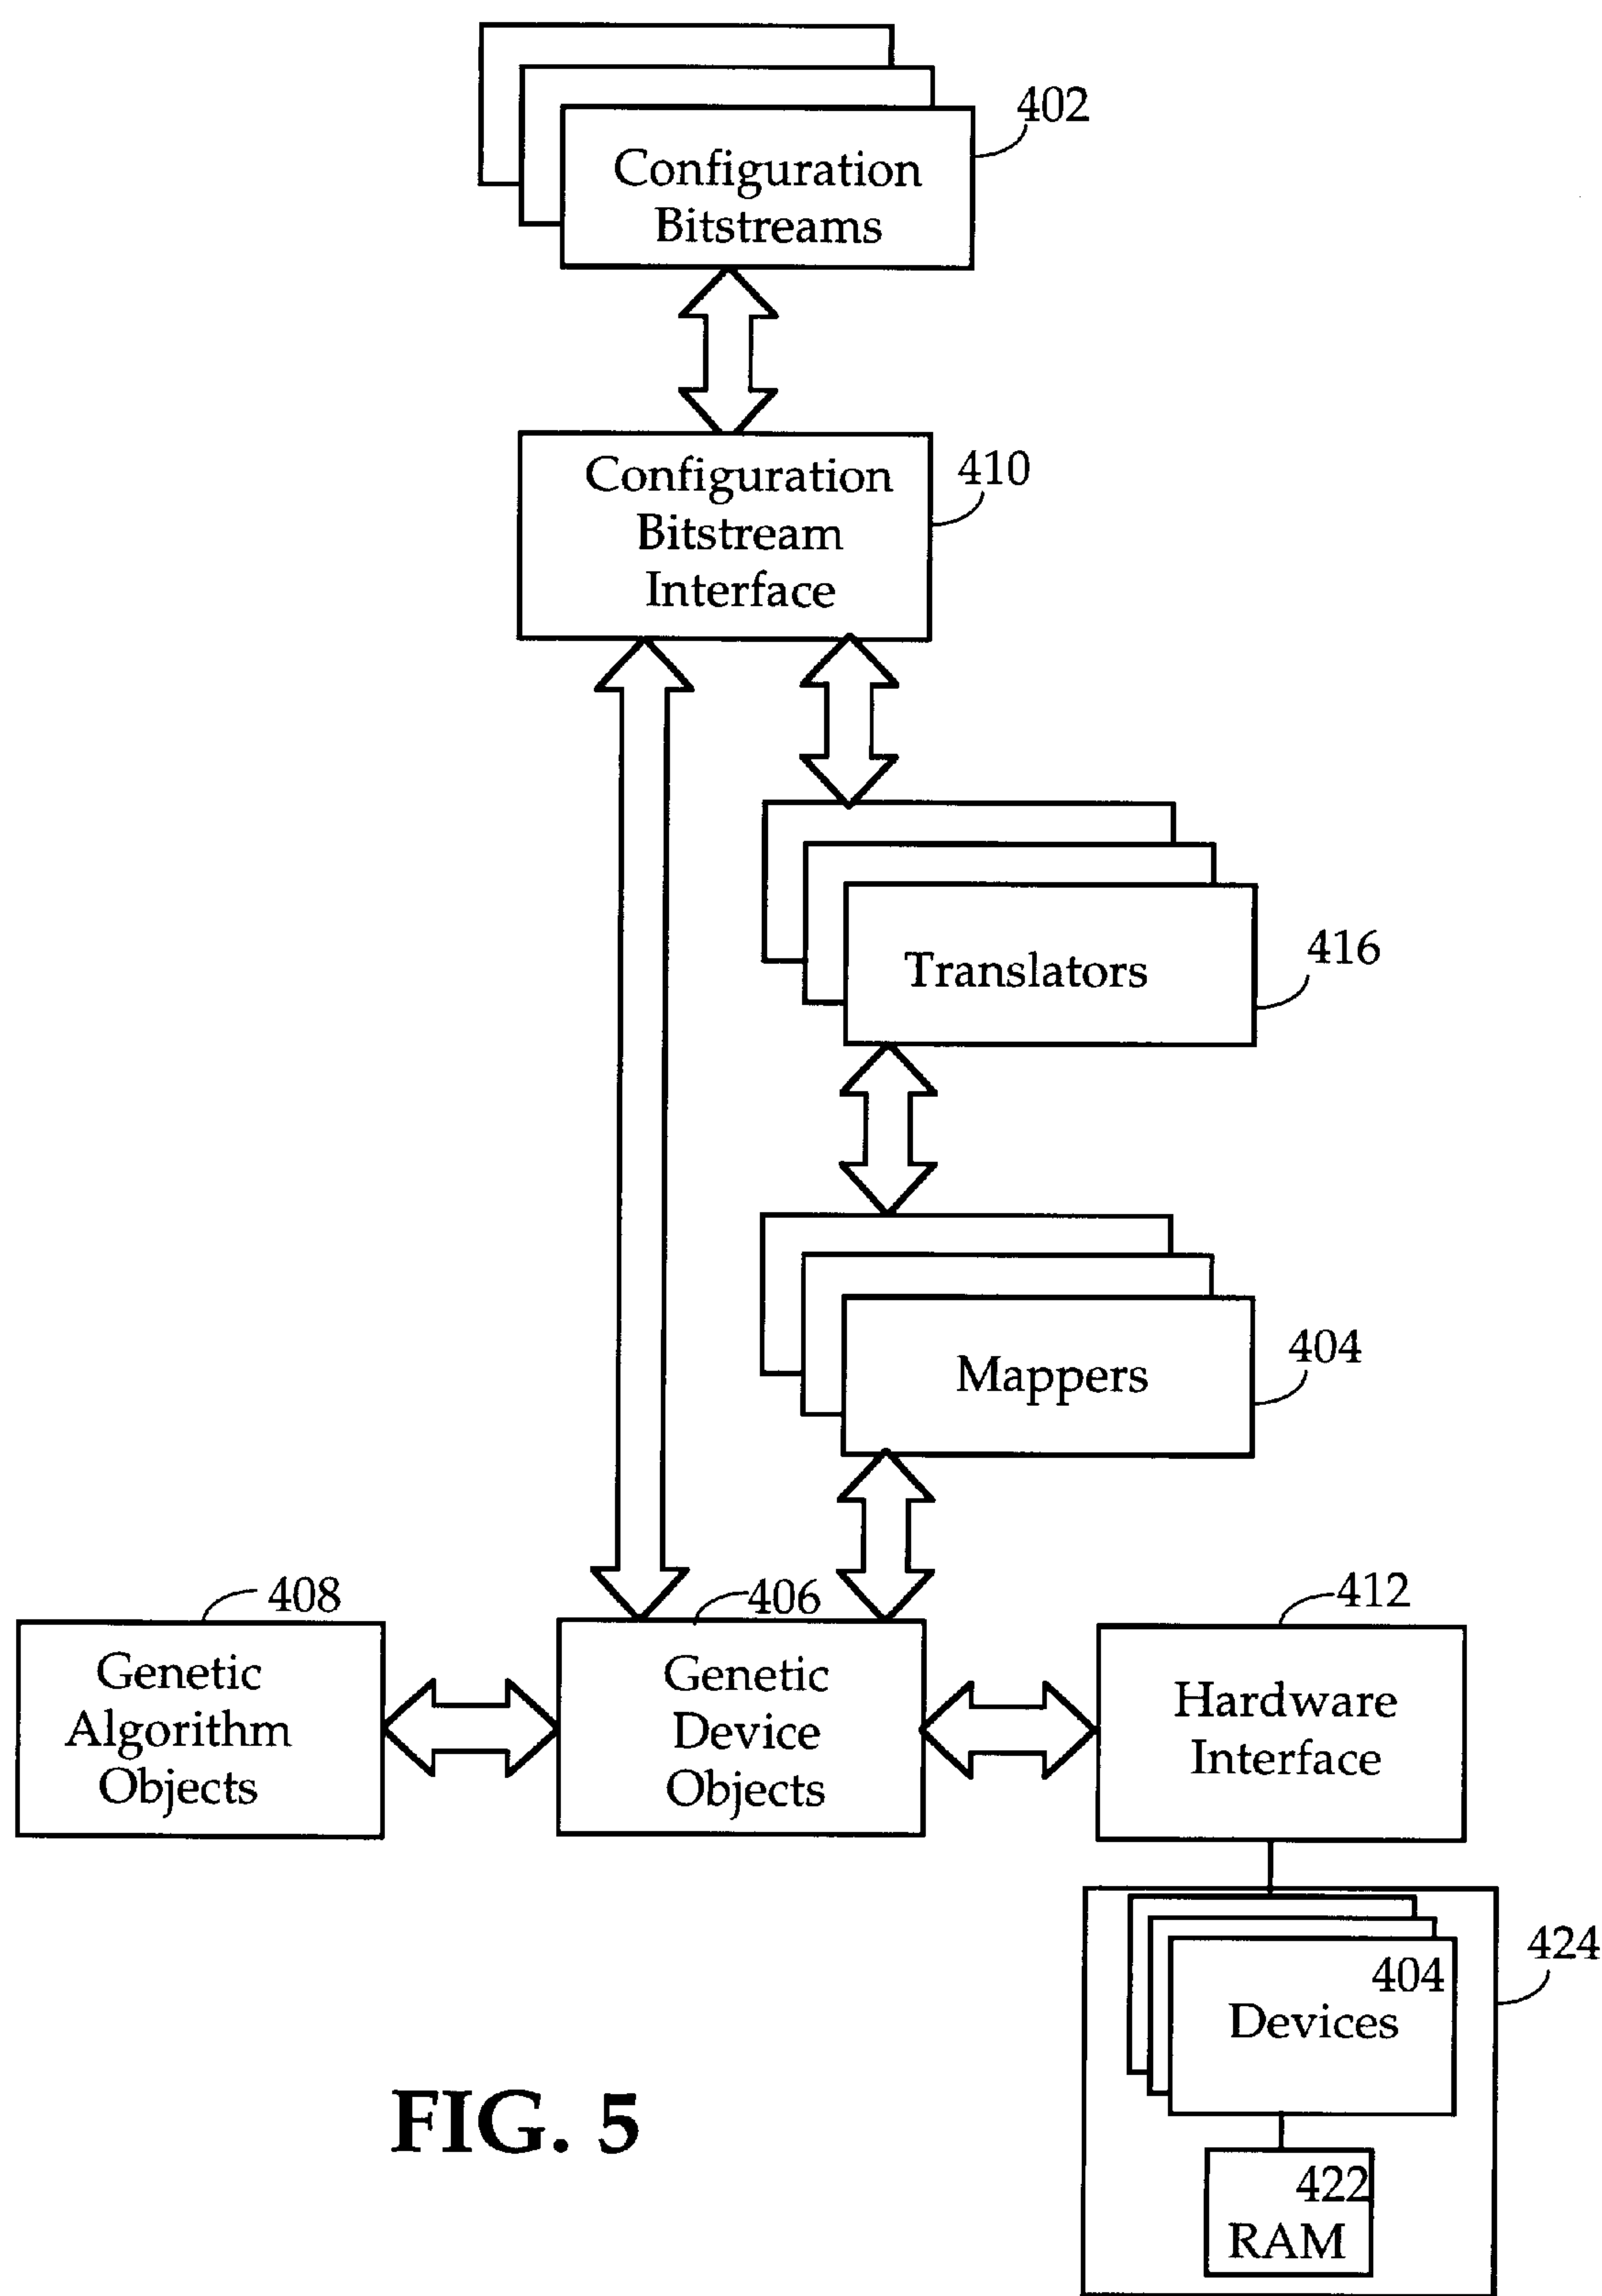 402
Configuration
Bitstreams
410
Configuration
Bitstream
Interface
416
Translators
404
Mappers
408
Genetic
Algorithm
Objects
406
Genetic
Device
Objects
412
Hardware
Interface
424
404
Devices
422
RAM
FIG. 5